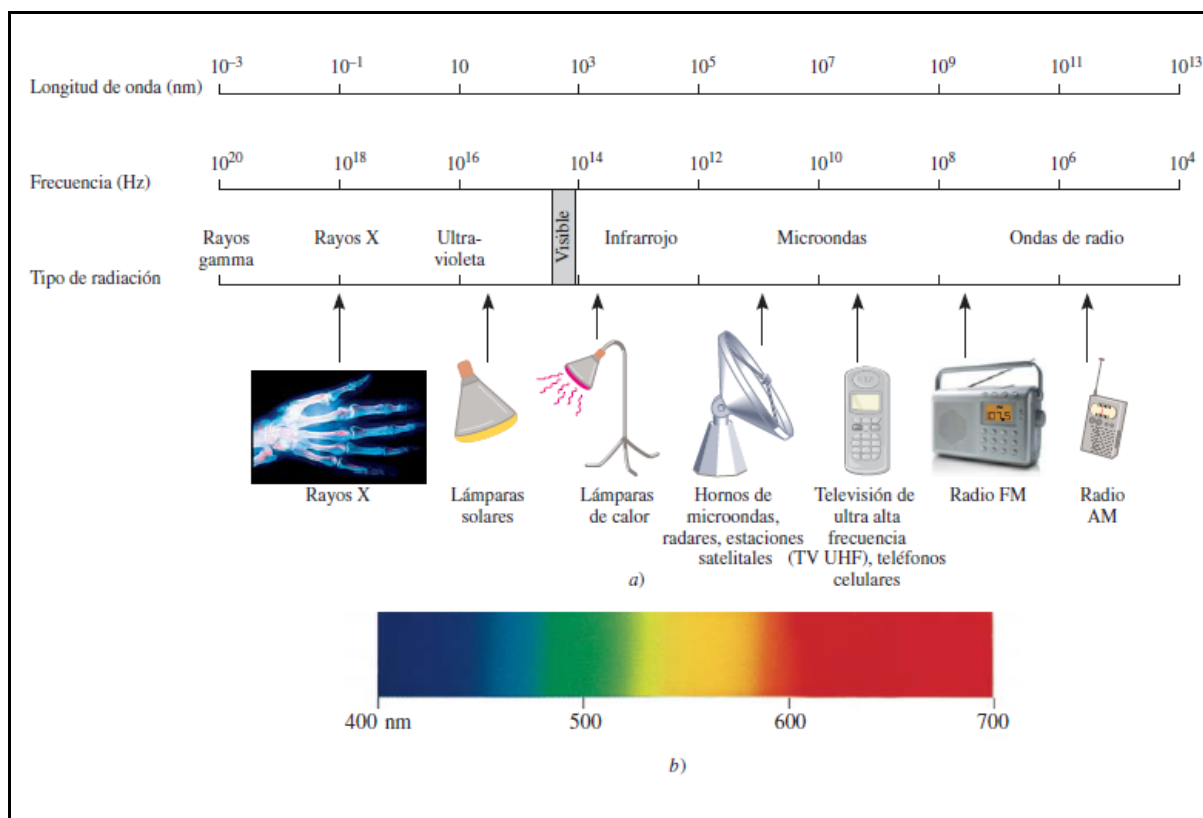 10⁻³ 10⁻¹ 10 10³ 10⁵ 10⁷ 10⁹ 10¹¹ 10¹³
Longitud de onda (nm)
10²⁰ 10¹⁸ 10¹⁶ 10¹⁴ 10¹² 10¹⁰ 10⁸ 10⁶ 10⁴
Frecuencia (Hz)
Rayos
gamma
Rayos X
Ultra-
violeta
Visible
Infrarrojo
Microondas
Ondas de radio
Tipo de radiación
Rayos X
Lámparas
solares
Lámparas
de calor
Hornos de
microondas,
radares, estaciones
satelitales
Televisión de
ultra alta
frecuencia
(TV UHF), teléfonos
celulares
Radio FM
Radio
AM
a)
400 nm 500 600 700
b)